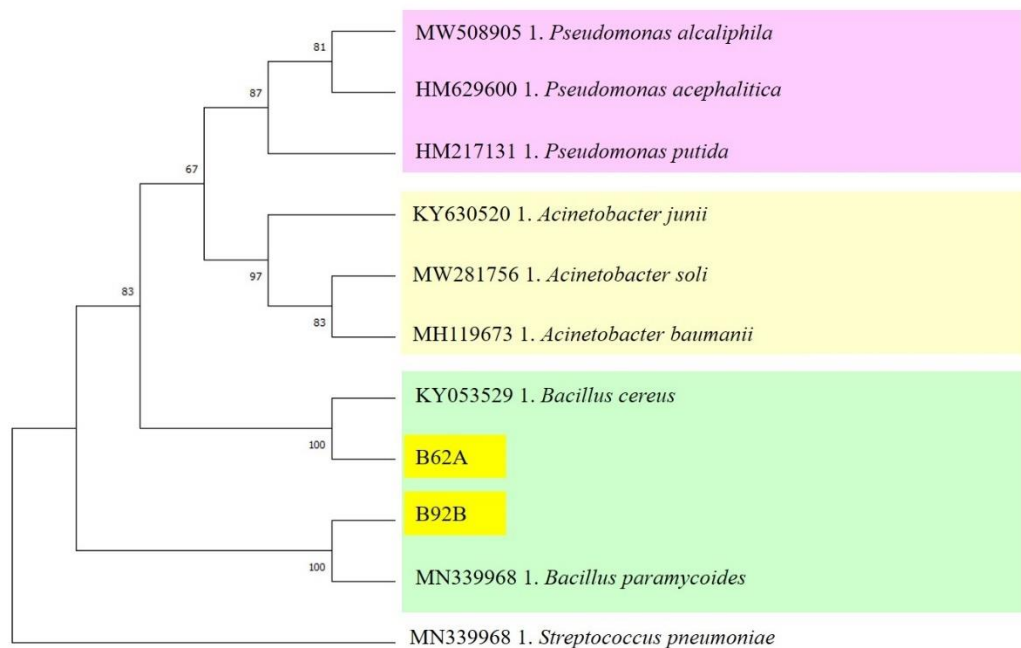 MW508905 1. Pseudomonas alcaliphila
81
HM629600 1. Pseudomonas acephalitica
87
HM217131 1. Pseudomonas putida
67
KY630520 1. Acinetobacter junii
97
MW281756 1. Acinetobacter soli
83
83
MH119673 1. Acinetobacter baumanii
KY053529 1. Bacillus cereus
100
B62A
B92B
100
MN339968 1. Bacillus paramycoides
MN339968 1. Streptococcus pneumoniae